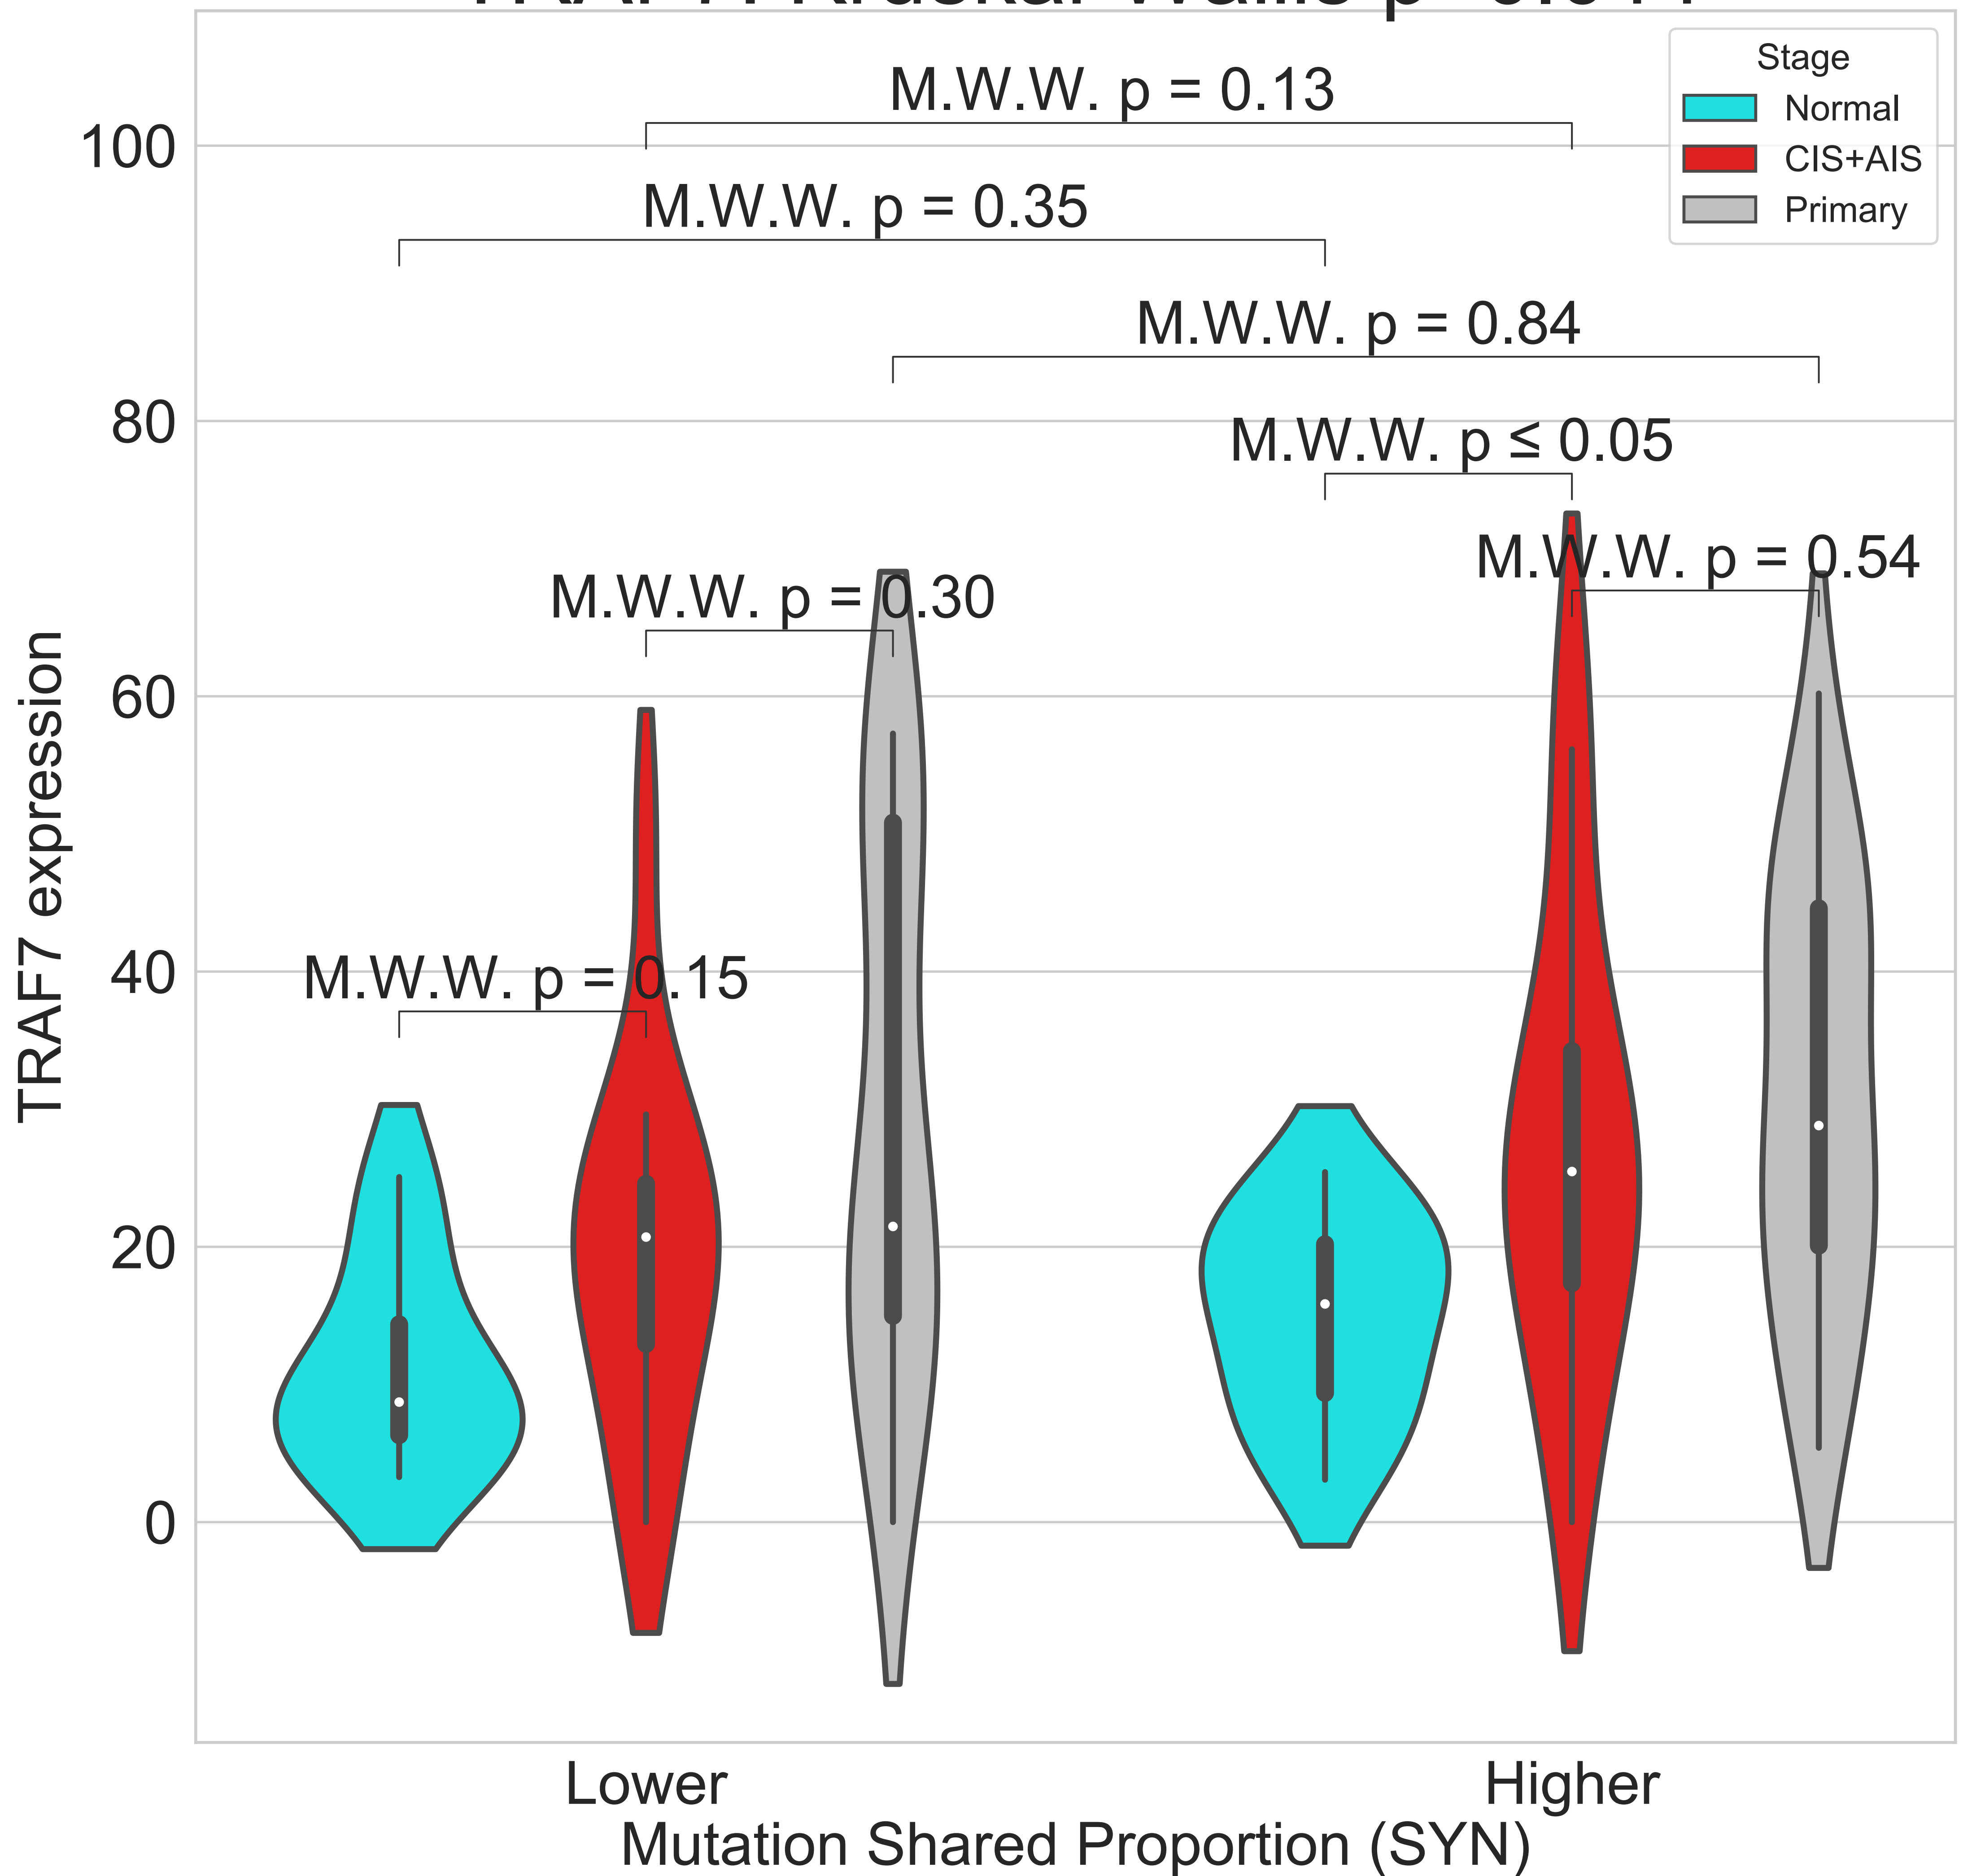 Stage
Normal
CIS+AIS
Primary
M.W.W. p = 0.13
M.W.W. p = 0.35
M.W.W. p = 0.84
M.W.W. p ≤ 0.05
M.W.W. p = 0.54
M.W.W. p = 0.30
M.W.W. p = 0.15
100
80
60
40
20
0
TRAF7 expression
Lower
Higher
Mutation Shared Proportion (SYN)